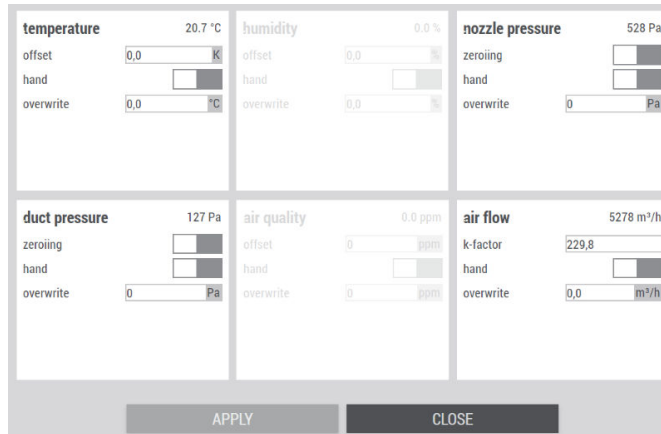 temperature 20.7 °C
offset 0,0 K
hand
overwrite 0,0 °C
humidity 0.0 %
offset 0,0 %
hand
overwrite 0,0 %
nozzle pressure 528 Pa
zeroiing
hand
overwrite 0 Pa
duct pressure 127 Pa
zeroiing
hand
overwrite 0 Pa
air quality 0.0 ppm
offset 0 ppm
hand
overwrite 0 ppm
air flow 5278 m³/h
k-factor 229,8
hand
overwrite 0,0 m³/h
APPLY CLOSE